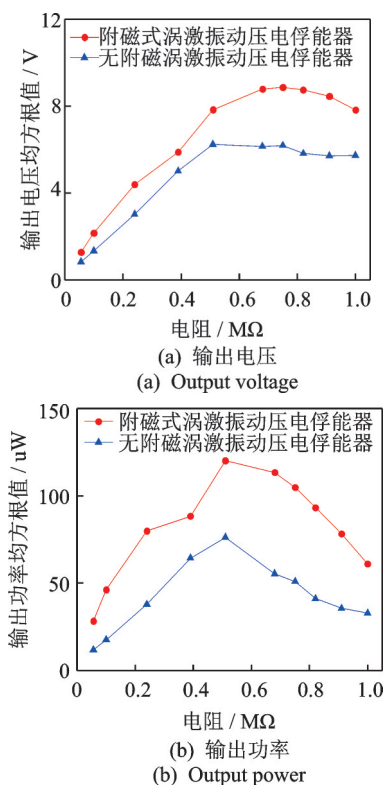 12
附磁式涡激振动压电俘能器
无附磁涡激振动压电俘能器
8
4
0
输出电压均方根值 / V
0 0.2 0.4 0.6 0.8 1.0
电阻 / MΩ
(a) 输出电压
(a) Output voltage
150
附磁式涡激振动压电俘能器
无附磁涡激振动压电俘能器
100
50
0
输出功率均方根值 / uW
0 0.2 0.4 0.6 0.8 1.0
电阻 / MΩ
(b) 输出功率
(b) Output power